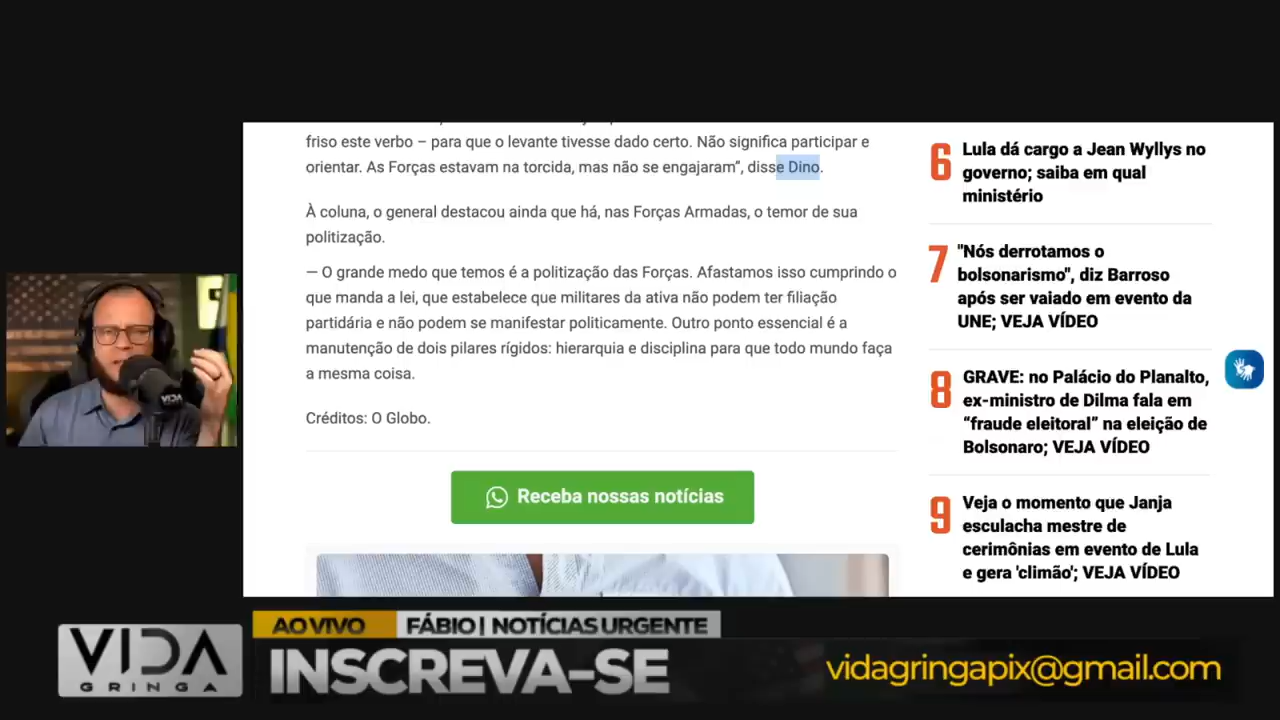 friso este verbo – para que o levante tivesse dado certo. Não significa participar e
orientar. As Forças estavam na torcida, mas não se engajaram”, disse Dino.
À coluna, o general destacou ainda que há, nas Forças Armadas, o temor de sua
politização.
— O grande medo que temos é a politização das Forças. Afastamos isso cumprindo o
que manda a lei, que estabelece que militares da ativa não podem ter filiação
partidária e não podem se manifestar politicamente. Outro ponto essencial é a
manutenção de dois pilares rígidos: hierarquia e disciplina para que todo mundo faça
a mesma coisa.
Créditos: O Globo.
Receba nossas notícias
6
Lula dá cargo a Jean Wyllys no
governo; saiba em qual
ministério
7
"Nós derrotamos o
bolsonarismo", diz Barroso
após ser vaiado em evento da
UNE; VEJA VÍDEO
8
GRAVE: no Palácio do Planalto,
ex-ministro de Dilma fala em
“fraude eleitoral” na eleição de
Bolsonaro; VEJA VÍDEO
9
Veja o momento que Janja
esculacha mestre de
cerimônias em evento de Lula
e gera 'climão'; VEJA VÍDEO
VIDA
VIDA
GRINGA
AO VIVO
FÁBIO | NOTÍCIAS URGENTE
INSCREVA-SE
vidagringapix@gmail.com